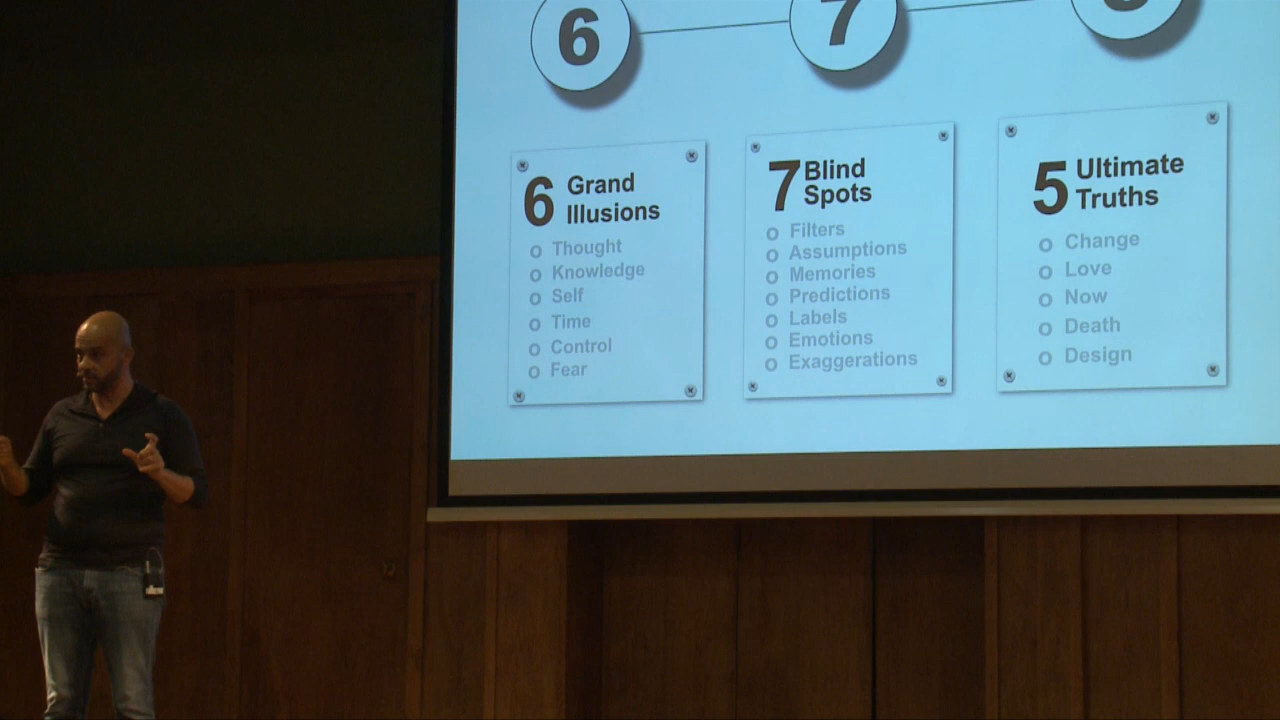 6
7
5
6 Grand
Illusions
o Thought
o Knowledge
o Self
o Time
o Control
o Fear
7 Blind
Spots
o Filters
o Assumptions
o Memories
o Predictions
o Labels
o Emotions
o Exaggerations
5 Ultimate
Truths
o Change
o Love
o Now
o Death
o Design